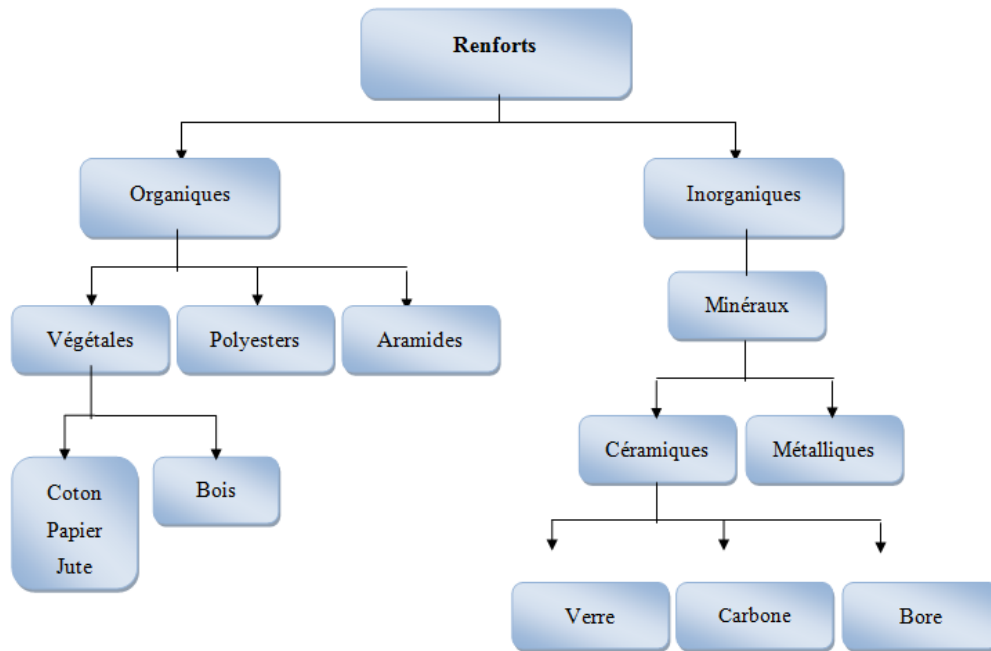 Renforts
Organiques
Inorganiques
Minéraux
Végétales
Polyesters
Aramides
Céramiques
Métalliques
Coton
Papier
Jute
Bois
Verre
Carbone
Bore